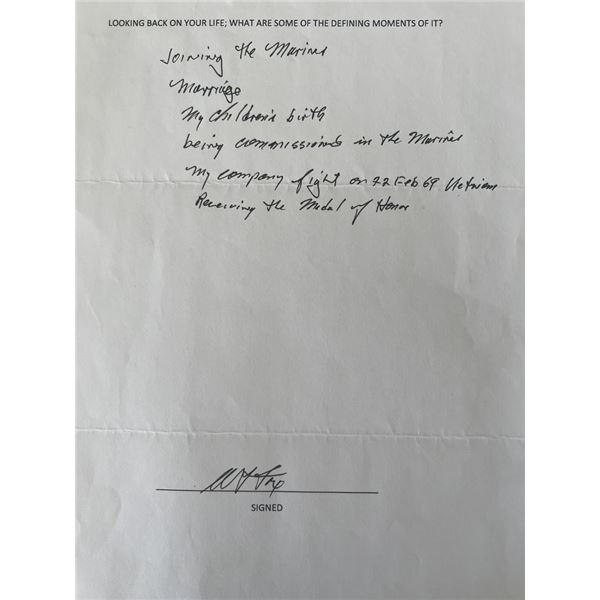 LOOKING BACK ON YOUR LIFE; WHAT ARE SOME OF THE DEFINING MOMENTS OF IT?
Joining the Marines
Marriage
My children's birth
being commissioned in the Marines
My company fight on 22 Feb 69 Vietnam
Receiving the Medal of Honor
W Fox
SIGNED